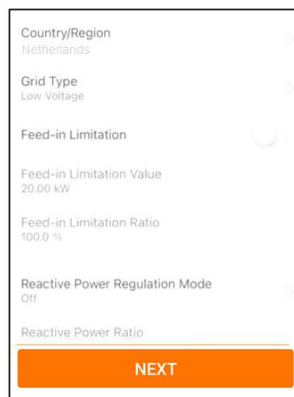 Country/Region
Netherlands
Grid Type
Low Voltage
Feed-in Limitation
Feed-in Limitation Value
20.00 kW
Feed-in Limitation Ratio
100.0 %
Reactive Power Regulation Mode
Off
Reactive Power Ratio
NEXT